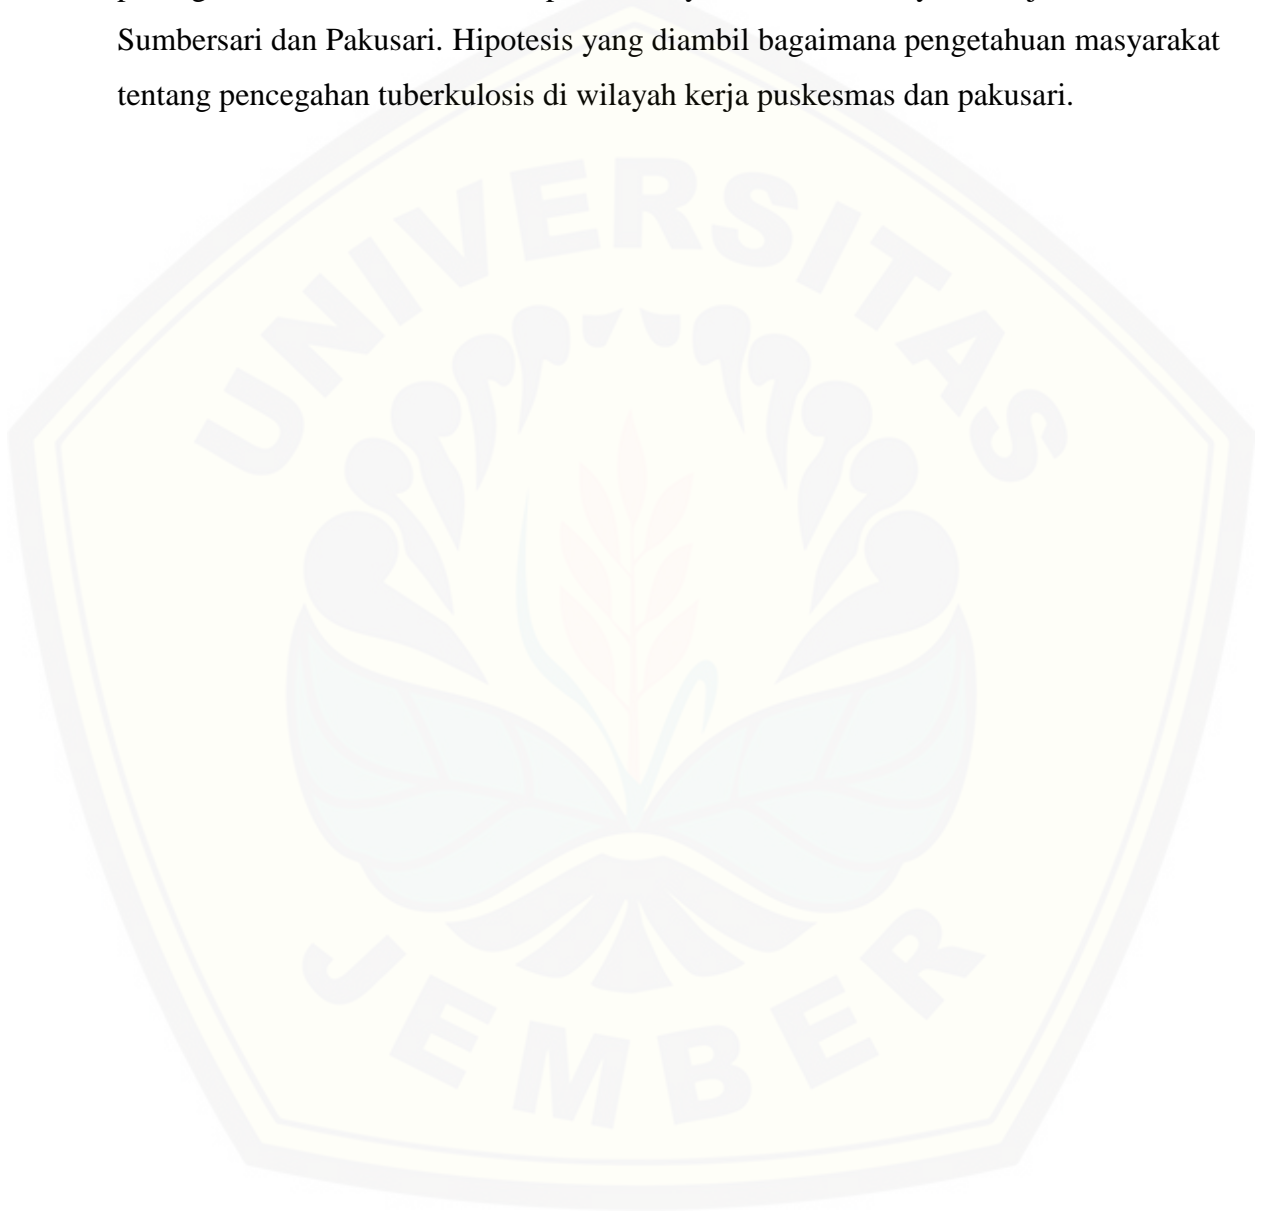 Sumbersari dan Pakusari. Hipotesis yang diambil bagaimana pengetahuan masyarakat
tentang pencegahan tuberkulosis di wilayah kerja puskesmas dan pakusari.
UNIVERSITAS
JEMBER